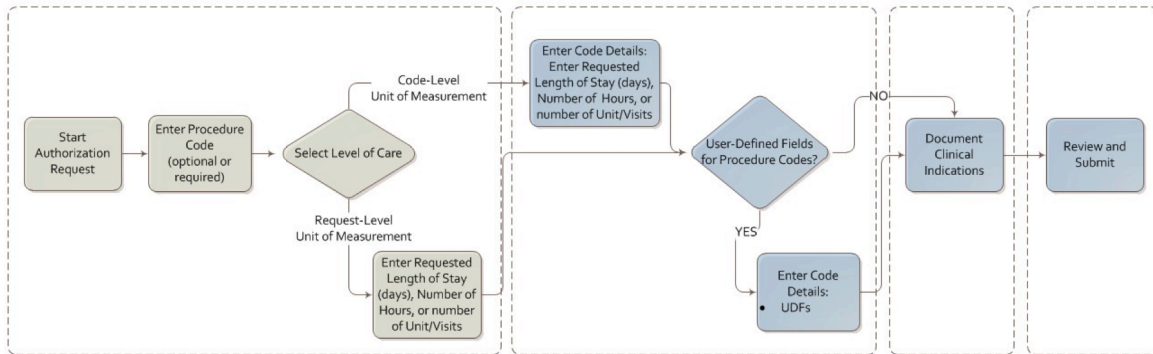 Start
Authorization
Request
Enter Procedure
Code
(optional or
required)
Select Level of Care
Code-Level
Unit of Measurement
Request-Level
Unit of Measurement
Enter Requested
Length of Stay
(days), Number of
Hours, or number
of Unit/Visits
Enter Code Details:
Enter Requested
Length of Stay (days),
Number of Hours, or
number of Unit/Visits
User-Defined Fields
for Procedure Codes?
NO
YES
Enter Code
Details:
• UDFs
Document
Clinical
Indications
Review and
Submit